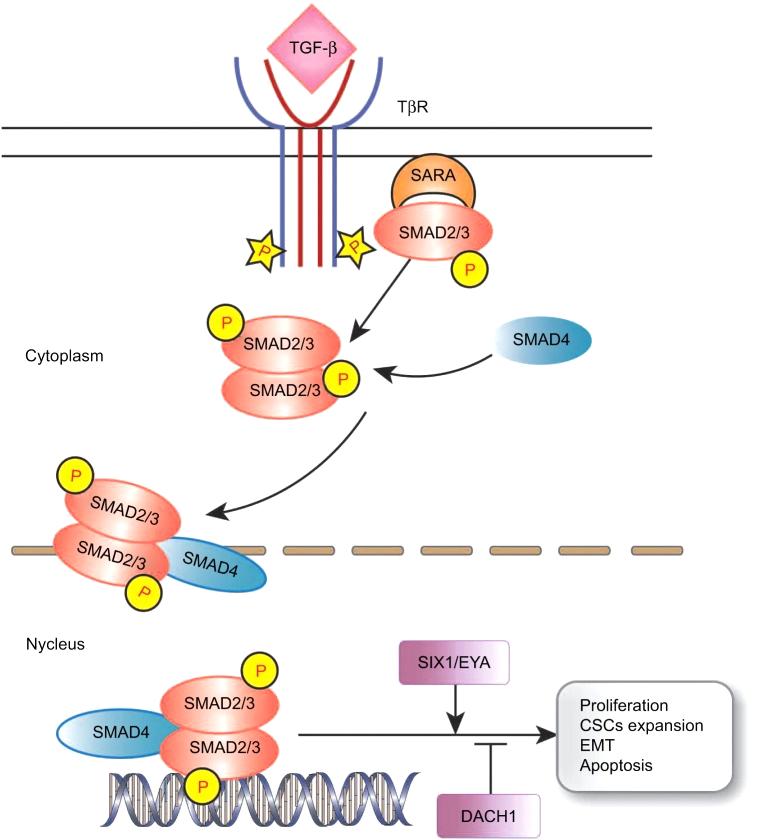 TGF-β
TβR
SARA
SMAD2/3
P
P
P
P
SMAD2/3
SMAD4
Cytoplasm
SMAD2/3
P
P
SMAD2/3
SMAD2/3
SMAD4
P
Nycleus
SIX1/EYA
P
SMAD2/3
SMAD4
SMAD2/3
Proliferation
CSCs expansion
EMT
Apoptosis
P
DACH1